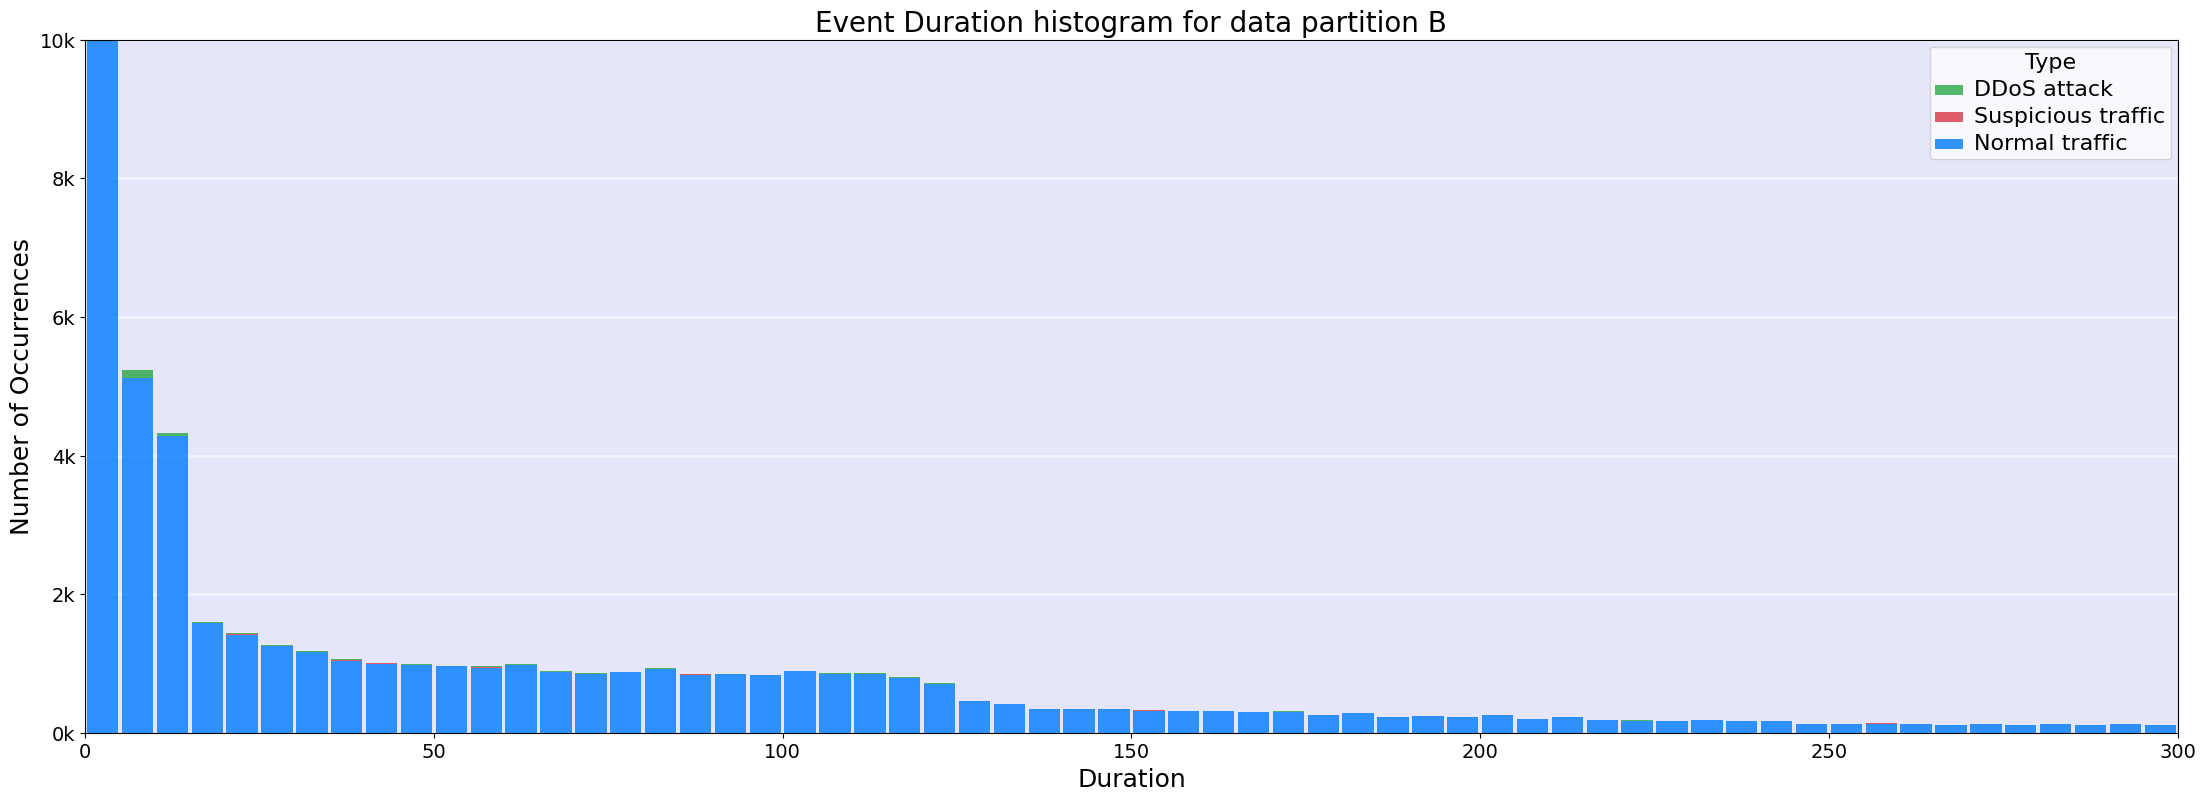 Event Duration histogram for data partition B
10k
8k
6k
4k
2k
0k
Number of Occurrences
Type
DDoS attack
Suspicious traffic
Normal traffic
0 50 100 150 200 250 300
Duration